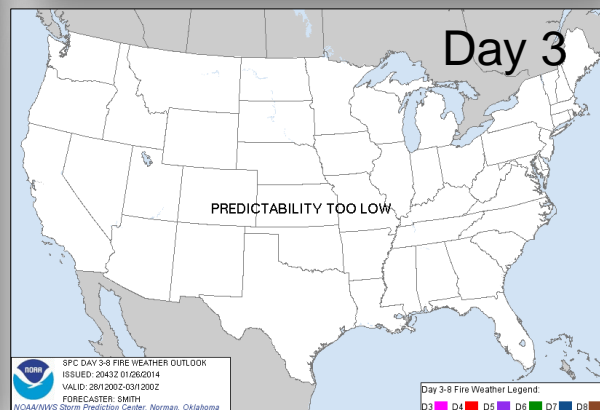 Day 3
PREDICTABILITY TOO LOW
NOAA
SPC DAY 3-8 FIRE WEATHER OUTLOOK
ISSUED: 2043Z 01/26/2014
VALID: 28/1200Z-03/1200Z
FORECASTER: SMITH
NOAA/NWS Storm Prediction Center, Norman, Oklahoma
Day 3-8 Fire Weather Legend:
D3 D4 D5 D6 D7 D8